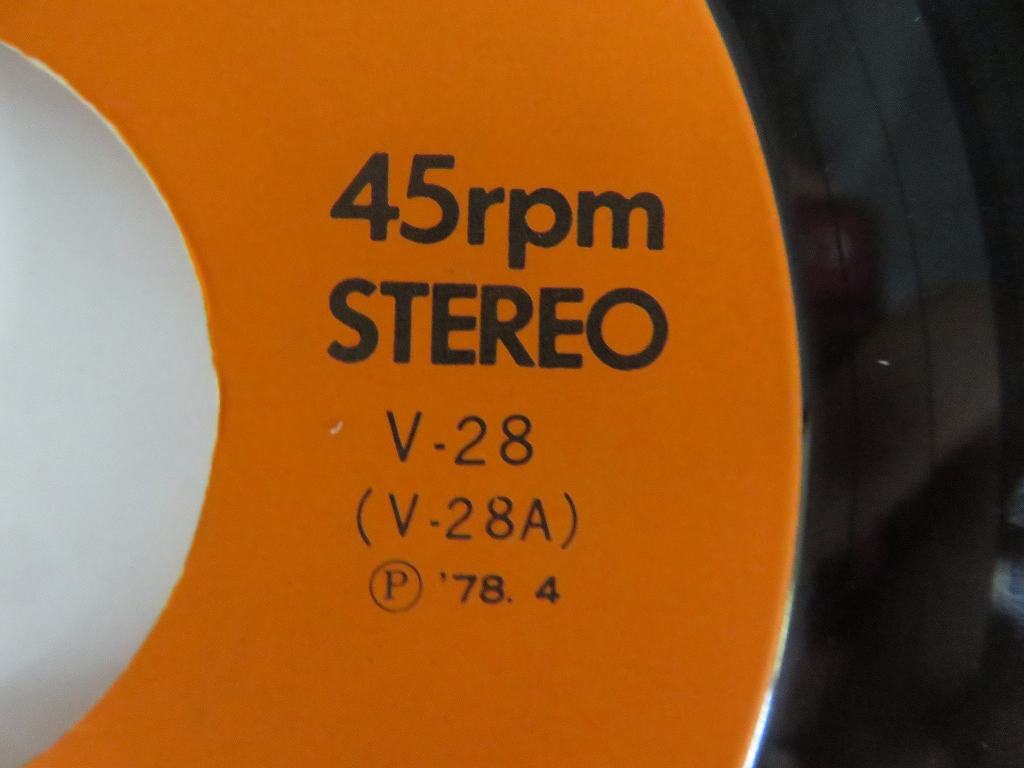 45rpm
STEREO
V-28
(V-28A)
Ⓟ '78. 4